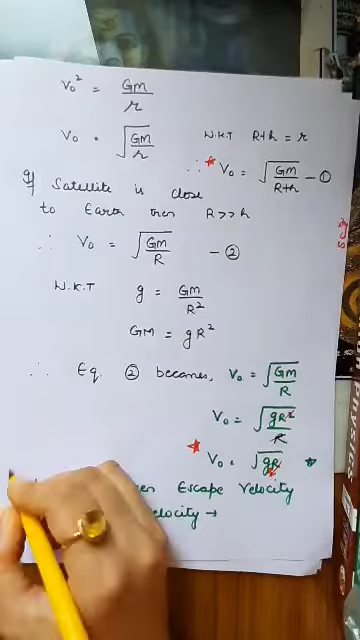 V₀² = GM/r
V₀ = √(GM/r) W.K.T R+h = r
∴ * V₀ = √(GM/(R+h)) – ①
If Satellite is close
to Earth then R>>h
∴ V₀ = √(GM/R) – ②
W.K.T g = GM/R²
GM = gR²
∴ Eq. ② becomes, V₀ = √(GM/R)
V₀ = √(gR²/R)
* V₀ = √(gR) *
Escape Velocity
→